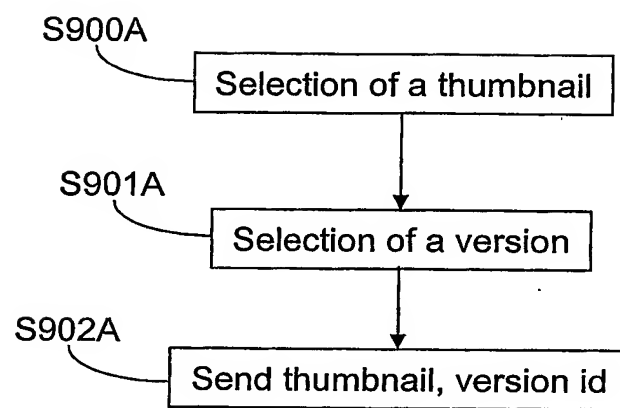 S900A
Selection of a thumbnail
S901A
Selection of a version
S902A
Send thumbnail, version id